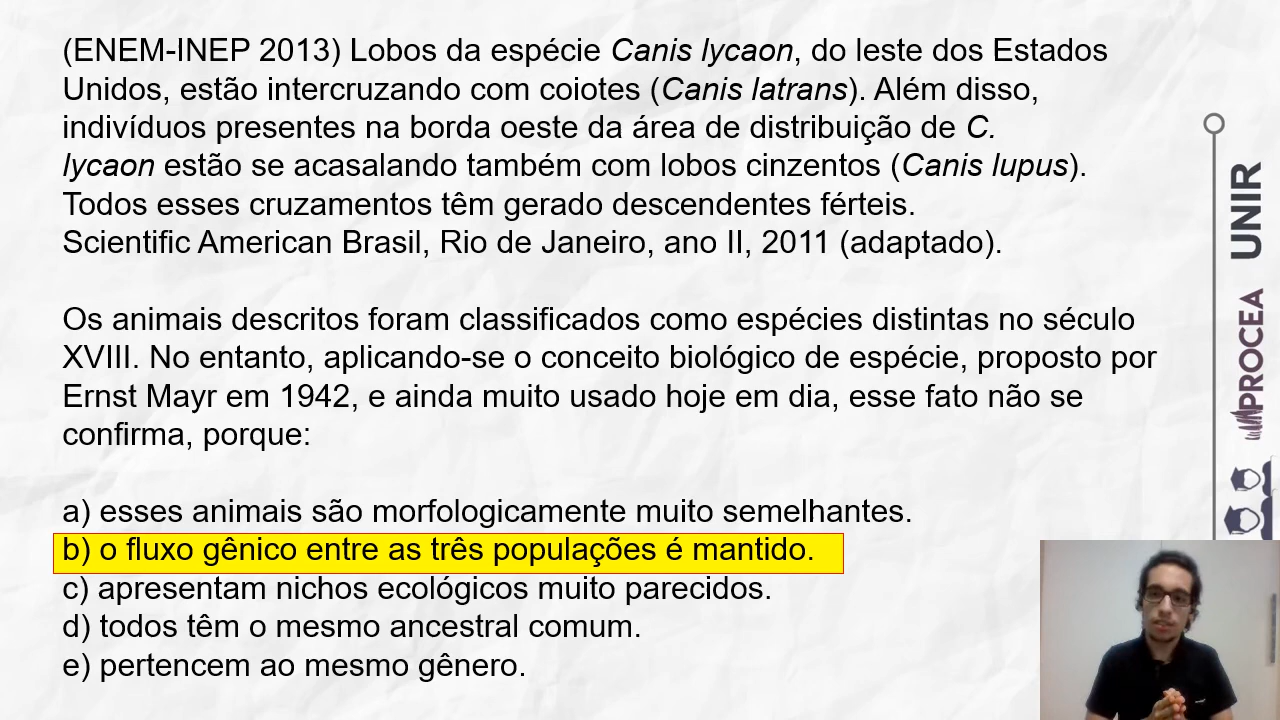 (ENEM-INEP 2013) Lobos da espécie Canis lycaon, do leste dos Estados
Unidos, estão intercruzando com coiotes (Canis latrans). Além disso,
indivíduos presentes na borda oeste da área de distribuição de C.
lycaon estão se acasalando também com lobos cinzentos (Canis lupus).
Todos esses cruzamentos têm gerado descendentes férteis.
Scientific American Brasil, Rio de Janeiro, ano II, 2011 (adaptado).
Os animais descritos foram classificados como espécies distintas no século
XVIII. No entanto, aplicando-se o conceito biológico de espécie, proposto por
Ernst Mayr em 1942, e ainda muito usado hoje em dia, esse fato não se
confirma, porque:
a) esses animais são morfologicamente muito semelhantes.
b) o fluxo gênico entre as três populações é mantido.
c) apresentam nichos ecológicos muito parecidos.
d) todos têm o mesmo ancestral comum.
e) pertencem ao mesmo gênero.
UNIR
PROCEA